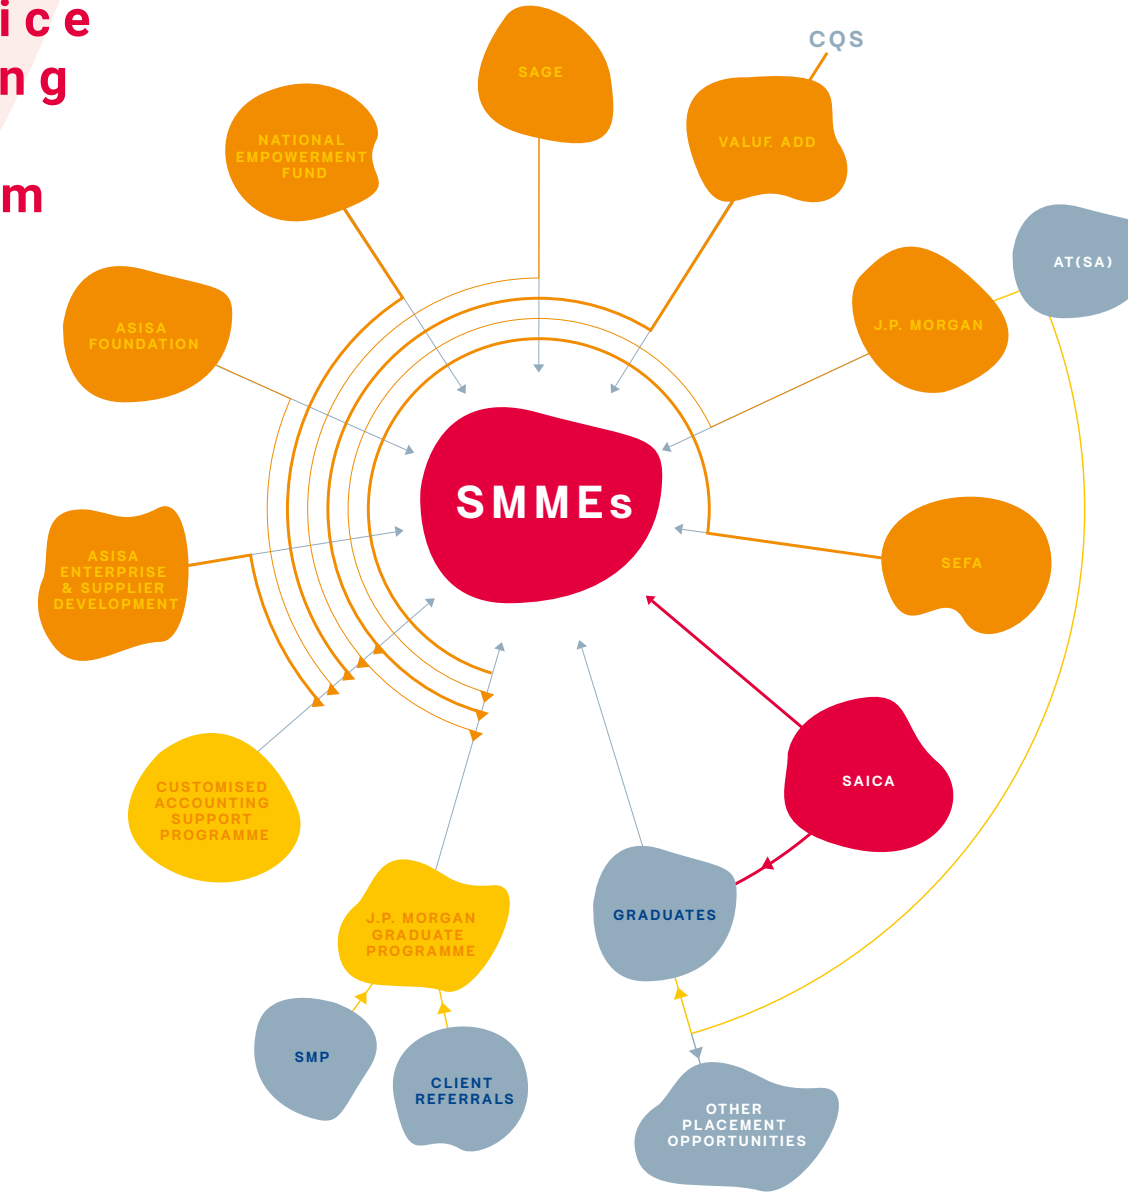 ice
ng
m
CQS
SAGE
NATIONAL
EMPOWERMENT
FUND
VALUE ADD
AT(SA)
ASISA
FOUNDATION
J.P. MORGAN
SMMEs
ASISA
ENTERPRISE
& SUPPLIER
DEVELOPMENT
SEFA
SAICA
CUSTOMISED
ACCOUNTING
SUPPORT
PROGRAMME
J.P. MORGAN
GRADUATE
PROGRAMME
GRADUATES
SMP
CLIENT
REFERRALS
OTHER
PLACEMENT
OPPORTUNITIES